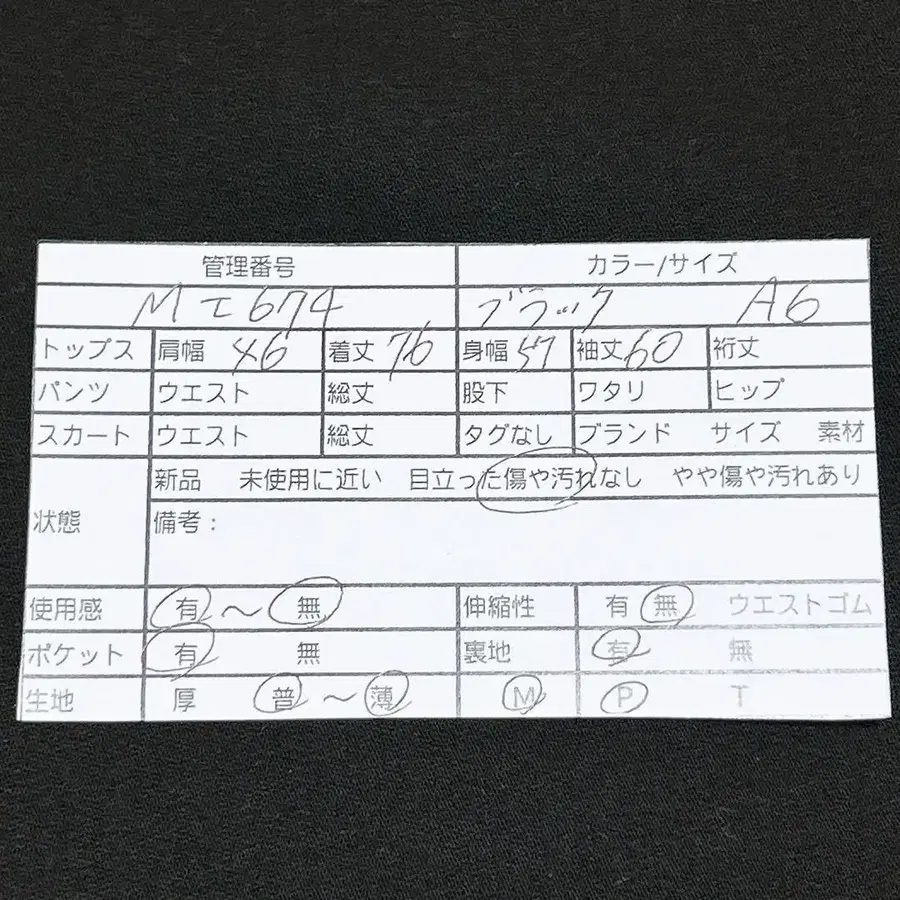 管理番号 カラー/サイズ
Mて674 ブラック A6
トップス 肩幅 46 着丈 76 身幅 57 袖丈 60 裄丈
パンツ ウエスト 総丈 股下 ワタリ ヒップ
スカート ウエスト 総丈 タグなし ブランド サイズ 素材
新品 未使用に近い 目立った傷や汚れなし やや傷や汚れあり
状態 備考：
使用感 有 ～ 無 伸縮性 有 無 ウエストゴム
ポケット 有 無 裏地 有 無
生地 厚 普 ～ 薄 M P T